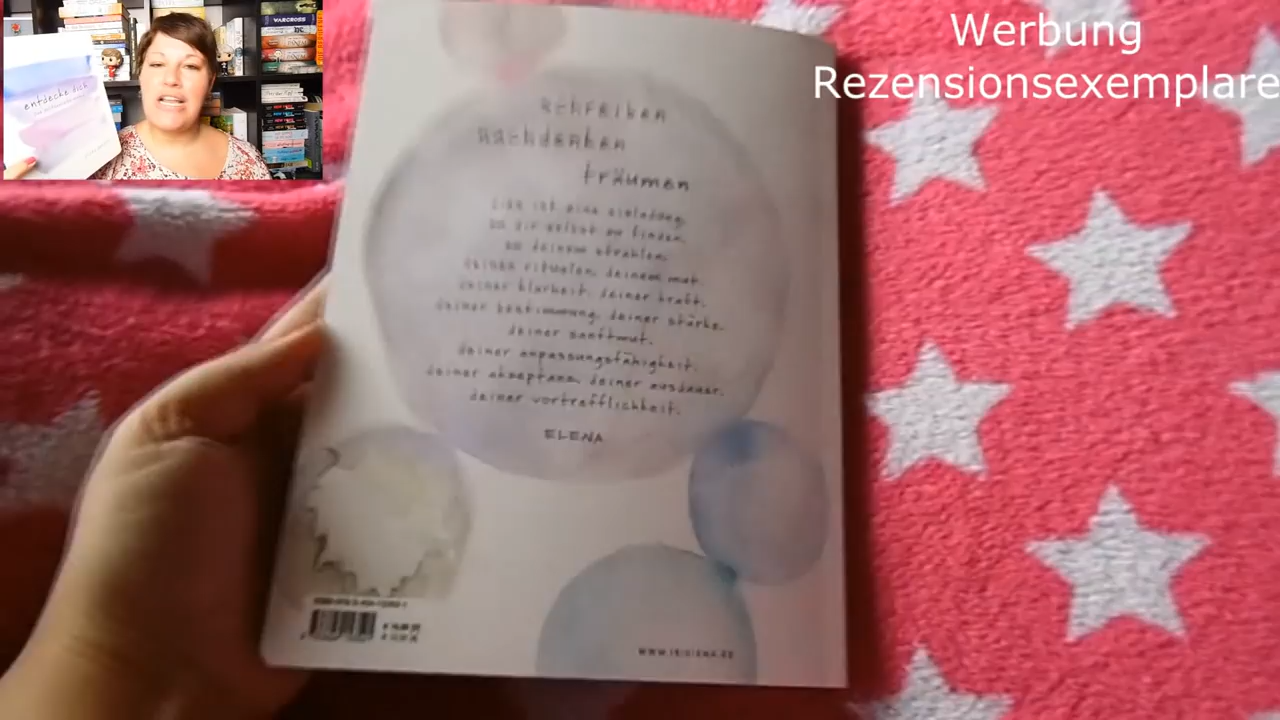 Werbung
Rezensionsexemplare
WARCROSS
entdecke dich
schreiben
nachdenken
träumen
ist eine einladung,
zu dir selbst zu finden.
zu deinem strahlen,
deinen ritualen, deinem mut.
deiner klarheit, deiner kraft,
deiner bestimmung, deiner stärke.
deiner sanftmut.
deiner anpassungsfähigkeit.
deiner akzeptanz, deiner ausdauer.
deiner vortrefflichkeit.
ELENA